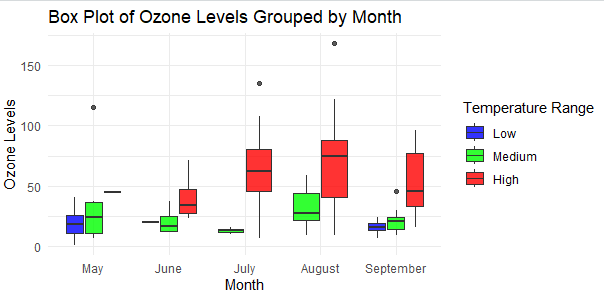 Box Plot of Ozone Levels Grouped by Month
Ozone Levels
150
100
50
0
May June July August September
Month
Temperature Range
Low
Medium
High